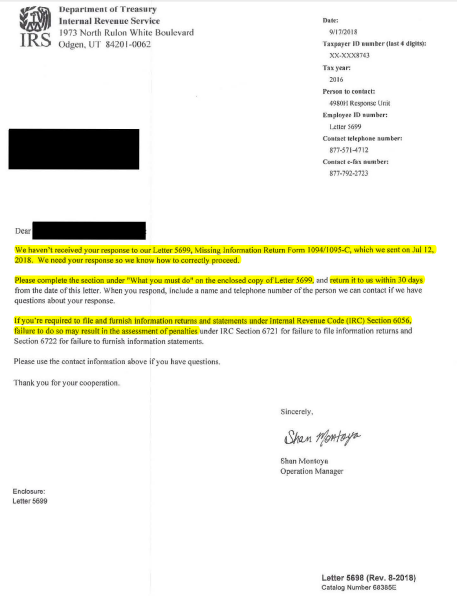 Department of Treasury
Internal Revenue Service
1973 North Rulon White Boulevard
Odgen, UT 84201-0062
IRS
Date:
9/17/2018
Taxpayer ID number (last 4 digits):
XX-XXX8743
Tax year:
2016
Person to contact:
4980H Response Unit
Employee ID number:
Letter 5699
Contact telephone number:
877-571-4712
Contact e-fax number:
877-792-2723
Dear
We haven't received your response to our Letter 5699, Missing Information Return Form 1094/1095-C, which we sent on Jul 12,
2018. We need your response so we know how to correctly proceed.
Please complete the section under "What you must do" on the enclosed copy of Letter 5699, and return it to us within 30 days
from the date of this letter. When you respond, include a name and telephone number of the person we can contact if we have
questions about your response.
If you're required to file and furnish information returns and statements under Internal Revenue Code (IRC) Section 6056,
failure to do so may result in the assessment of penalties under IRC Section 6721 for failure to file information returns and
Section 6722 for failure to furnish information statements.
Please use the contact information above if you have questions.
Thank you for your cooperation.
Sincerely,
Shan Montoya
Shan Montoya
Operation Manager
Enclosure:
Letter 5699
Letter 5698 (Rev. 8-2018)
Catalog Number 68385E